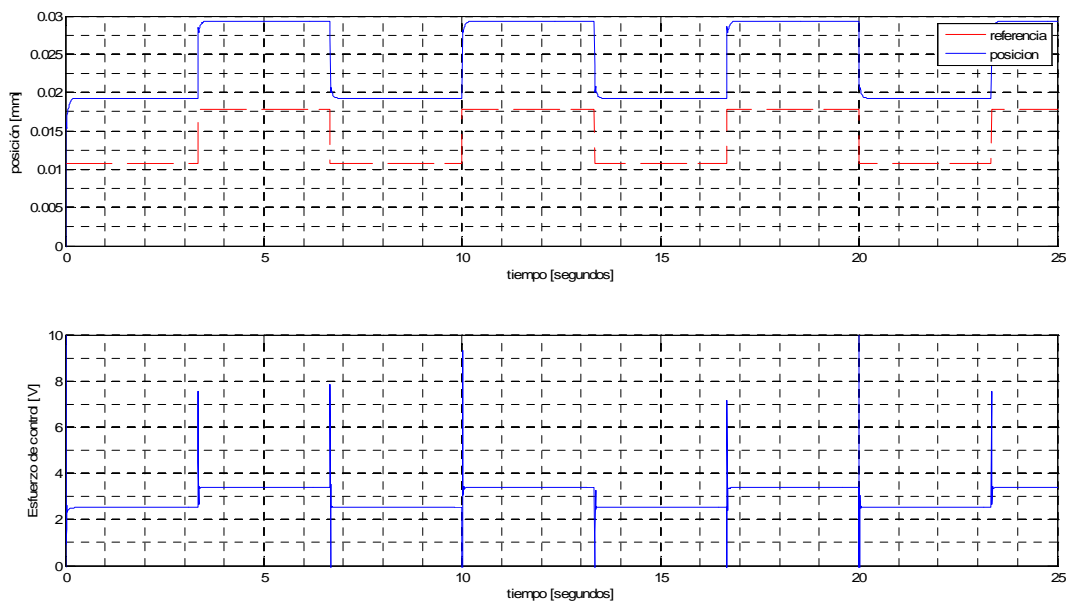 0.03
0.025
0.02
0.015
0.01
0.005
0
posición [mm]
referencia
posicion
0 5 10 15 20 25
tiempo [segundos]
10
8
6
4
2
0
Esfuerzo de control [V]
0 5 10 15 20 25
tiempo [segundos]